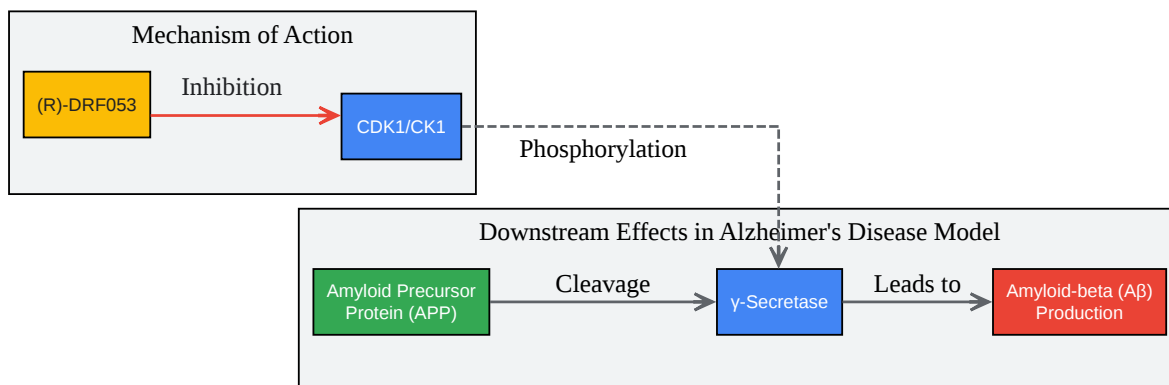 Mechanism of Action
(R)-DRF053
Inhibition
CDK1/CK1
Phosphorylation
Downstream Effects in Alzheimer's Disease Model
Amyloid Precursor
Protein (APP)
Cleavage
γ-Secretase
Leads to
Amyloid-beta (Aβ)
Production